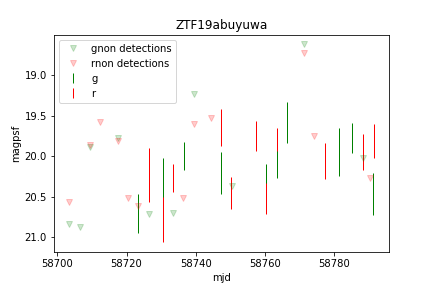 ZTF19abuyuwa
gnon detections
rnon detections
g
r
magpsf
19.0
19.5
20.0
20.5
21.0
58700 58720 58740 58760 58780
mjd